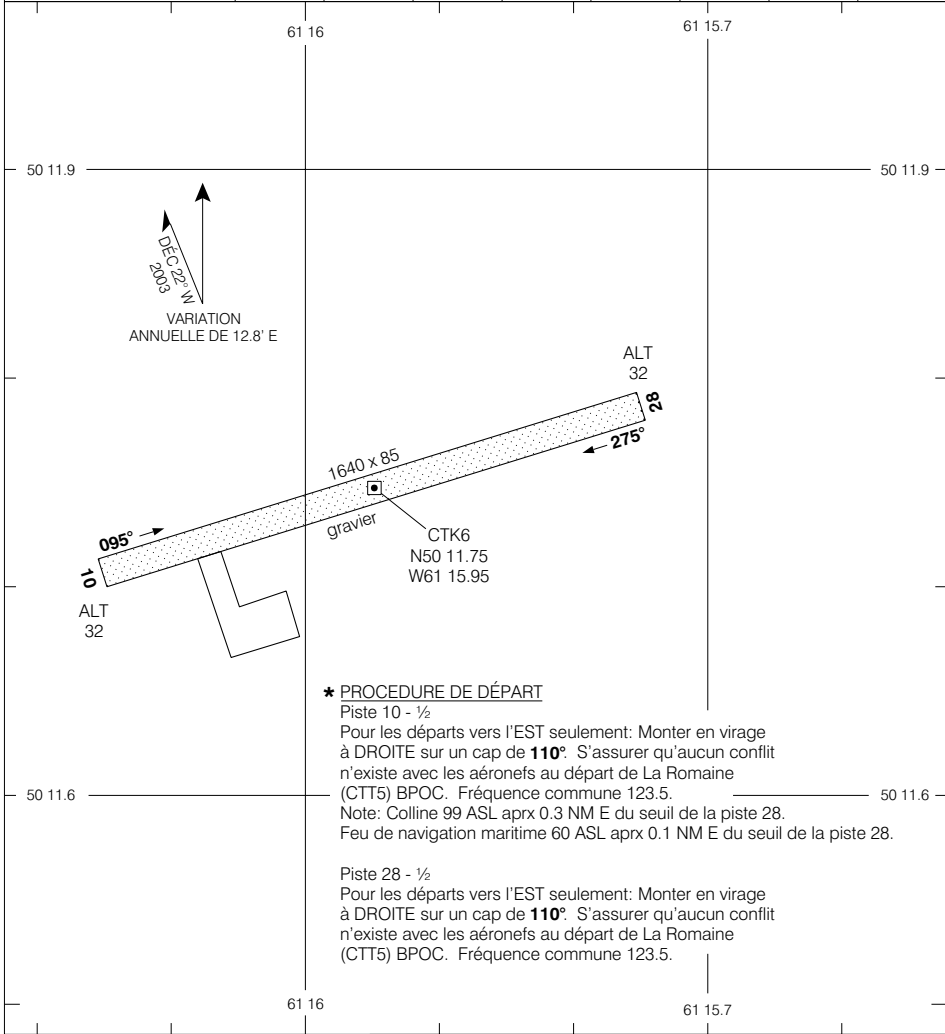 61 16
61 15.7
50 11.9
50 11.9
DÉC 22° W
2003
VARIATION
ANNUELLE DE 12.8' E
ALT
32
28
275°
1640 x 85
gravier
CTK6
N50 11.75
W61 15.95
095°
10
ALT
32
* PROCEDURE DE DÉPART
Piste 10 - ½
Pour les départs vers l'EST seulement: Monter en virage
à DROITE sur un cap de 110°. S'assurer qu'aucun conflit
n'existe avec les aéronefs au départ de La Romaine
(CTT5) BPOC. Fréquence commune 123.5.
50 11.6
50 11.6
Note: Colline 99 ASL aprx 0.3 NM E du seuil de la piste 28.
Feu de navigation maritime 60 ASL aprx 0.1 NM E du seuil de la piste 28.
Piste 28 - ½
Pour les départs vers l'EST seulement: Monter en virage
à DROITE sur un cap de 110°. S'assurer qu'aucun conflit
n'existe avec les aéronefs au départ de La Romaine
(CTT5) BPOC. Fréquence commune 123.5.
61 16
61 15.7